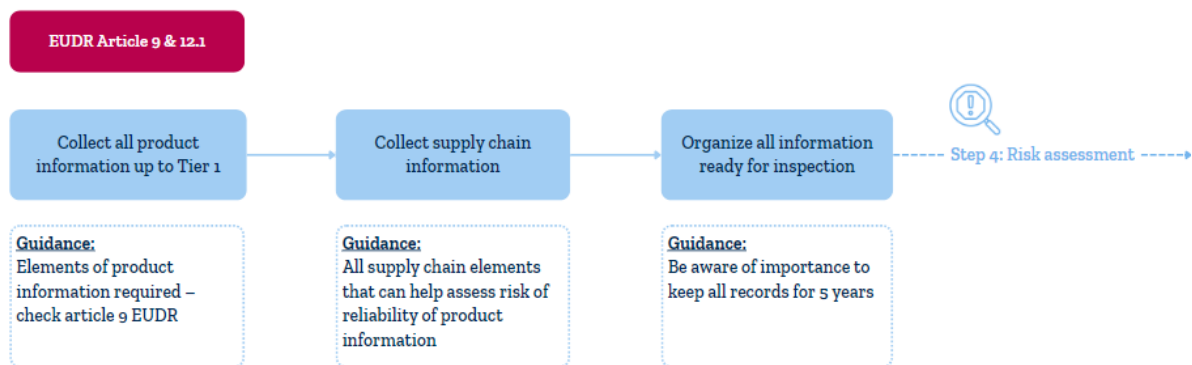 EUDR Article 9 & 12.1
Collect all product
information up to Tier 1
Collect supply chain
information
Organize all information
ready for inspection
Step 4: Risk assessment
Guidance:
Elements of product
information required –
check article 9 EUDR
Guidance:
All supply chain elements
that can help assess risk of
reliability of product
information
Guidance:
Be aware of importance to
keep all records for 5 years